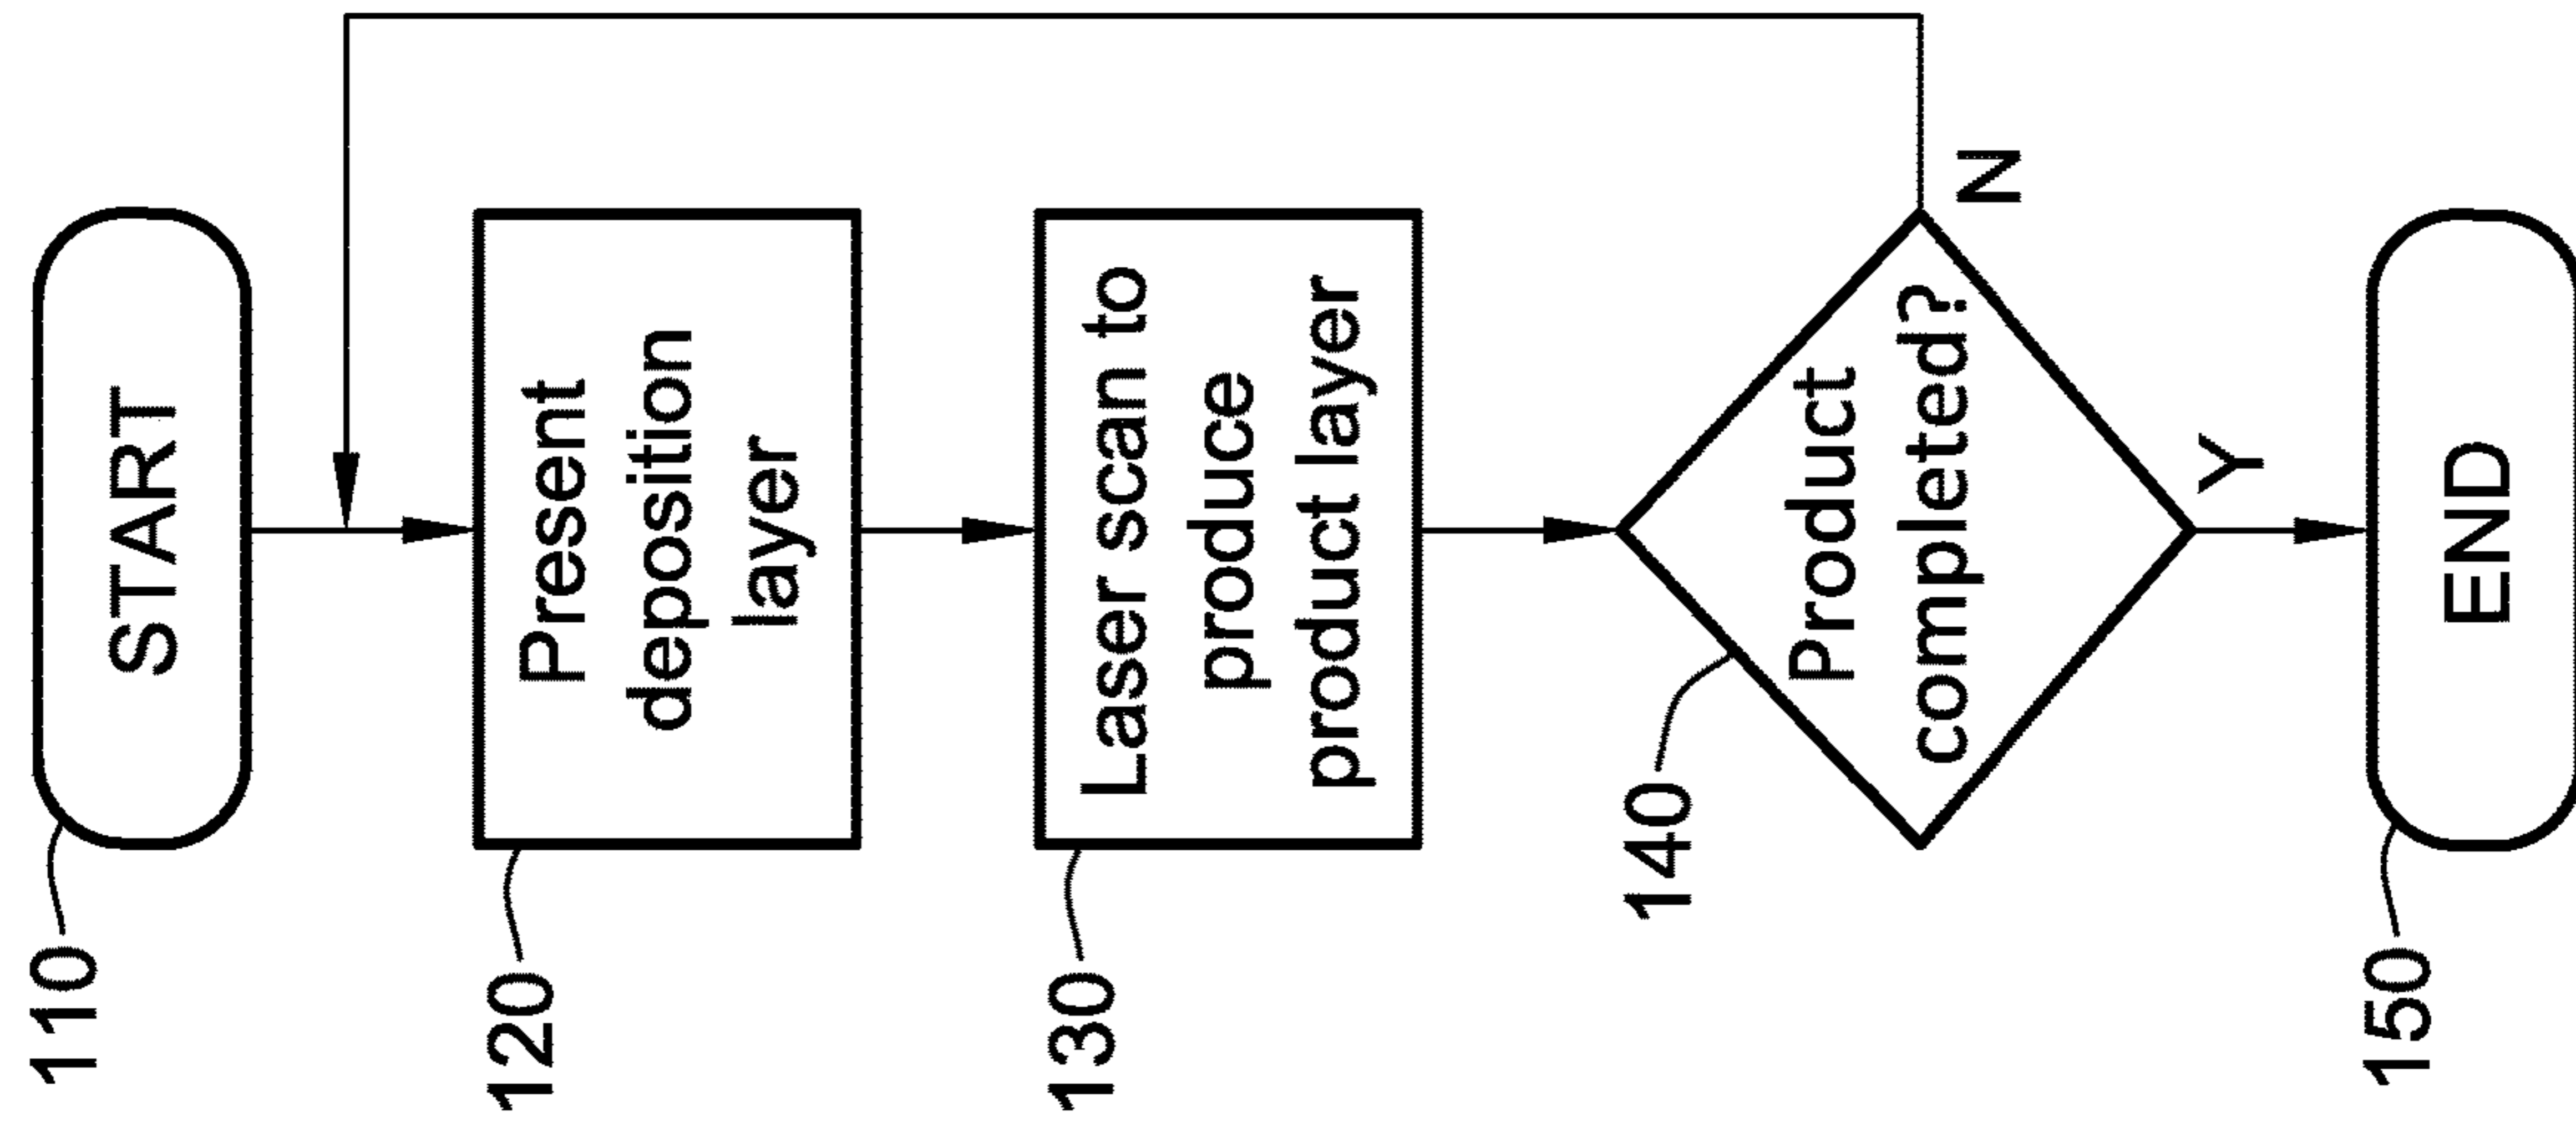 110
START
120
Present
deposition
layer
130
Laser scan to
produce
product layer
140
Product
completed?
N
Y
150
END